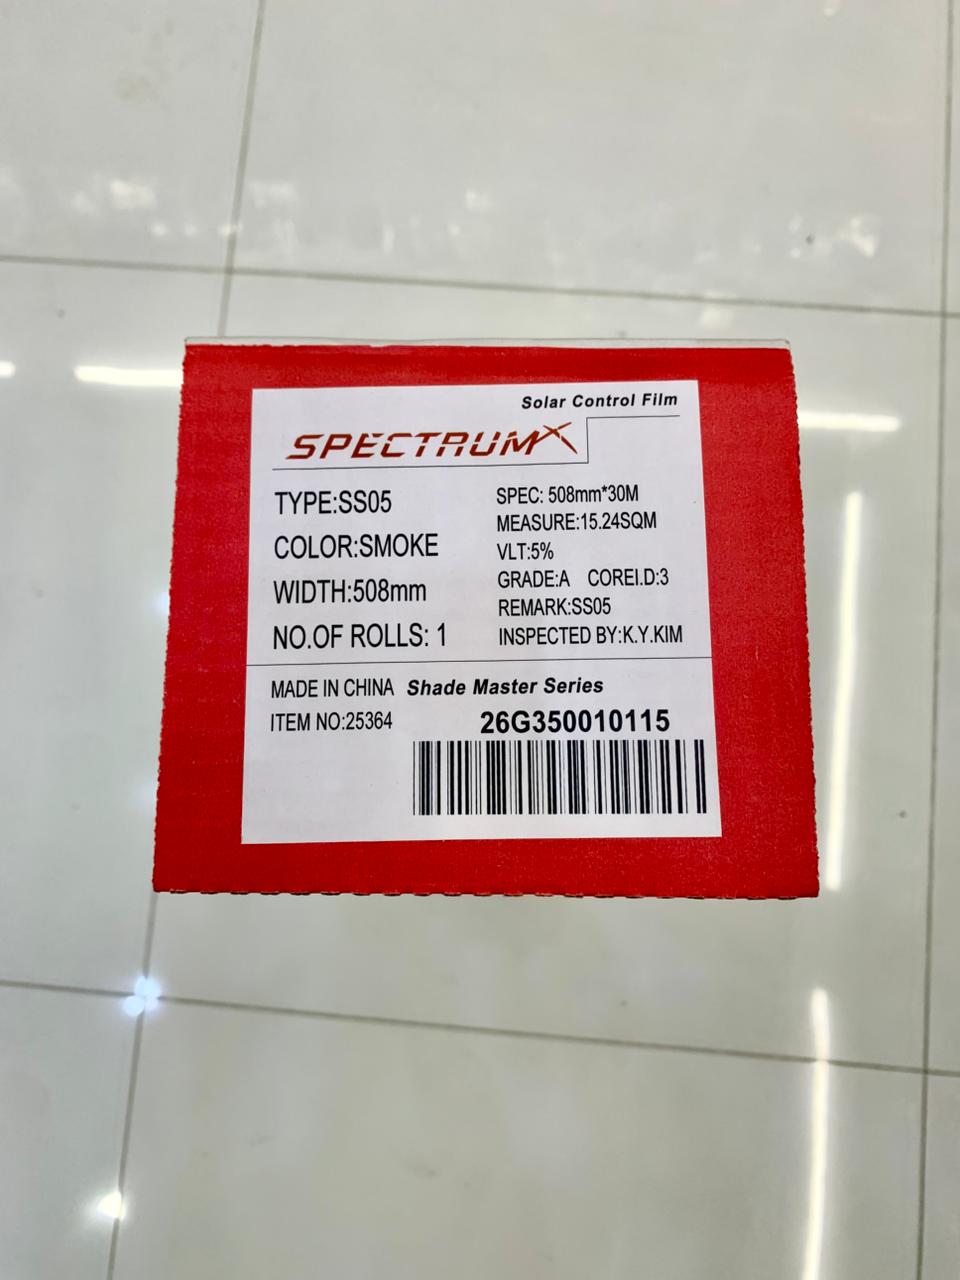 Solar Control Film
SPECTRUMX
TYPE:SS05
COLOR:SMOKE
WIDTH:508mm
NO.OF ROLLS: 1
SPEC: 508mm*30M
MEASURE:15.24SQM
VLT:5%
GRADE:A COREI.D:3
REMARK:SS05
INSPECTED BY:K.Y.KIM
MADE IN CHINA Shade Master Series
ITEM NO:25364 26G350010115